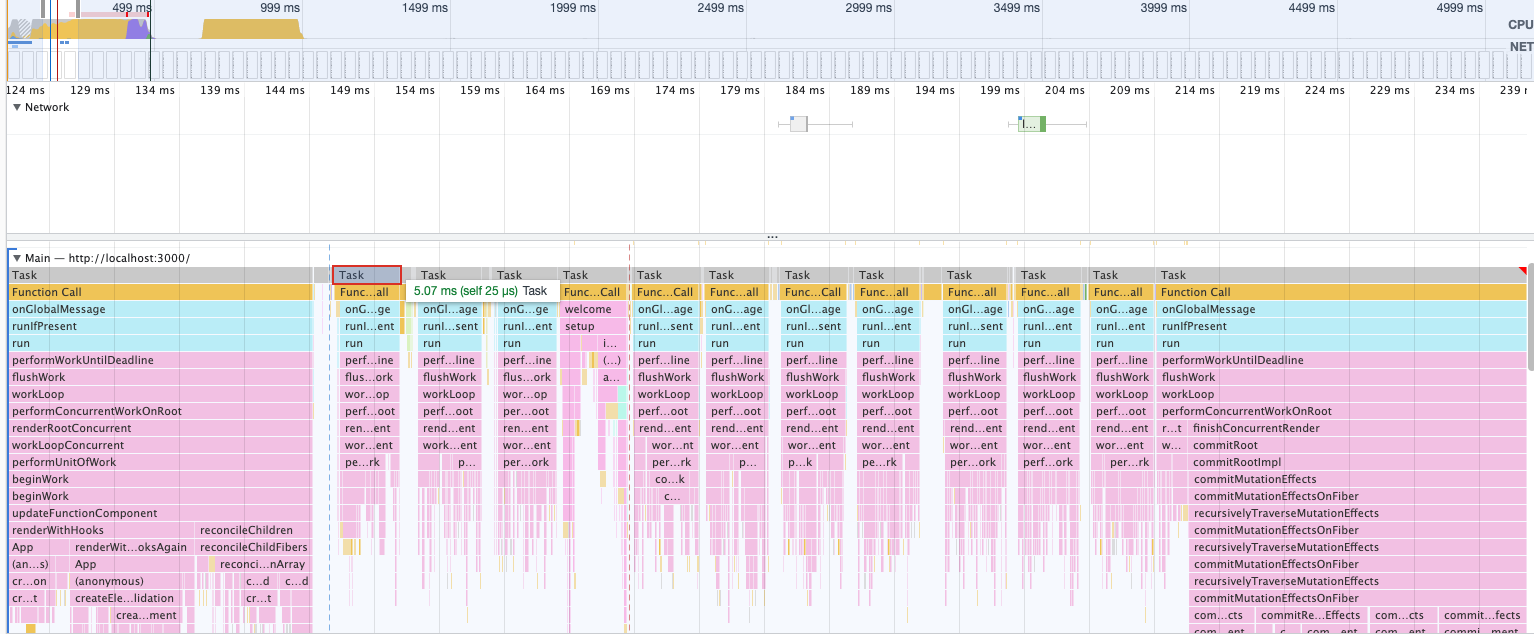 499 ms 999 ms 1499 ms 1999 ms 2499 ms 2999 ms 3499 ms 3999 ms 4499 ms 4999 ms
CPU
NET
124 ms 129 ms 134 ms 139 ms 144 ms 149 ms 154 ms 159 ms 164 ms 169 ms 174 ms 179 ms 184 ms 189 ms 194 ms 199 ms 204 ms 209 ms 214 ms 219 ms 224 ms 229 ms 234 ms 239 r
▼ Network
l...
...
▼ Main — http://localhost:3000/
Task Task Task Task Task Task Task Task Task Task Task Task Task
Function Call Func...all 5.07 ms (self 25 μs) Task Func...Call Func...Call Func...all Func...Call Func...all Func...all Func...all Func...all Function Call
onGlobalMessage onG...ge onGl...age onG...ge welcome onGl...age onGl...age onGl...age onGl...age onGl...age onGl...age onG...age onGlobalMessage
runIfPresent runI...ent runI...sent runI...ent setup runI...sent runI...ent runI...sent runI...ent runI...sent runI...ent runI...ent runIfPresent
run run run run i... run run run run run run run run
performWorkUntilDeadline perf...ine perf...line perf...ine (...) perf...line perf...line perf...line perf...line perf...line perf...line perf...line performWorkUntilDeadline
flushWork flus...ork flushWork flus...ork a... flushWork flushWork flushWork flushWork flushWork flushWork flushWork flushWork
workLoop wor...op workLoop wor...op workLoop workLoop workLoop workLoop workLoop workLoop workLoop workLoop
performConcurrentWorkOnRoot perf...oot perf...oot perf...oot perf...oot perf...oot perf...oot perf...oot perf...oot perf...oot perf...oot performConcurrentWorkOnRoot
renderRootConcurrent ren...ent rend...ent ren...ent rend...ent rend...ent rend...ent rend...ent rend...ent rend...ent rend...ent r...t finishConcurrentRender
workLoopConcurrent wor...ent work...ent wor...ent wor...nt wor...ent wor...ent wor...ent wor...ent wor...ent wor...ent w... commitRoot
performUnitOfWork pe...rk p... per...ork per...rk p... p...k pe...rk per...ork perf...ork per...rk commitRootImpl
beginWork co...k commitMutationEffects
beginWork c... commitMutationEffectsOnFiber
updateFunctionComponent recursivelyTraverseMutationEffects
renderWithHooks reconcileChildren commitMutationEffectsOnFiber
App renderWit...oksAgain reconcileChildFibers recursivelyTraverseMutationEffects
(an...s) App reconci...nArray commitMutationEffectsOnFiber
cr...on (anonymous) c...d c...d recursivelyTraverseMutationEffects
cr...t createEle...lidation cr...t commitMutationEffectsOnFiber
crea...ment com...cts commitRe...Effects com...cts commit...fects
com...ent c... com...ent com...ent commi...ment